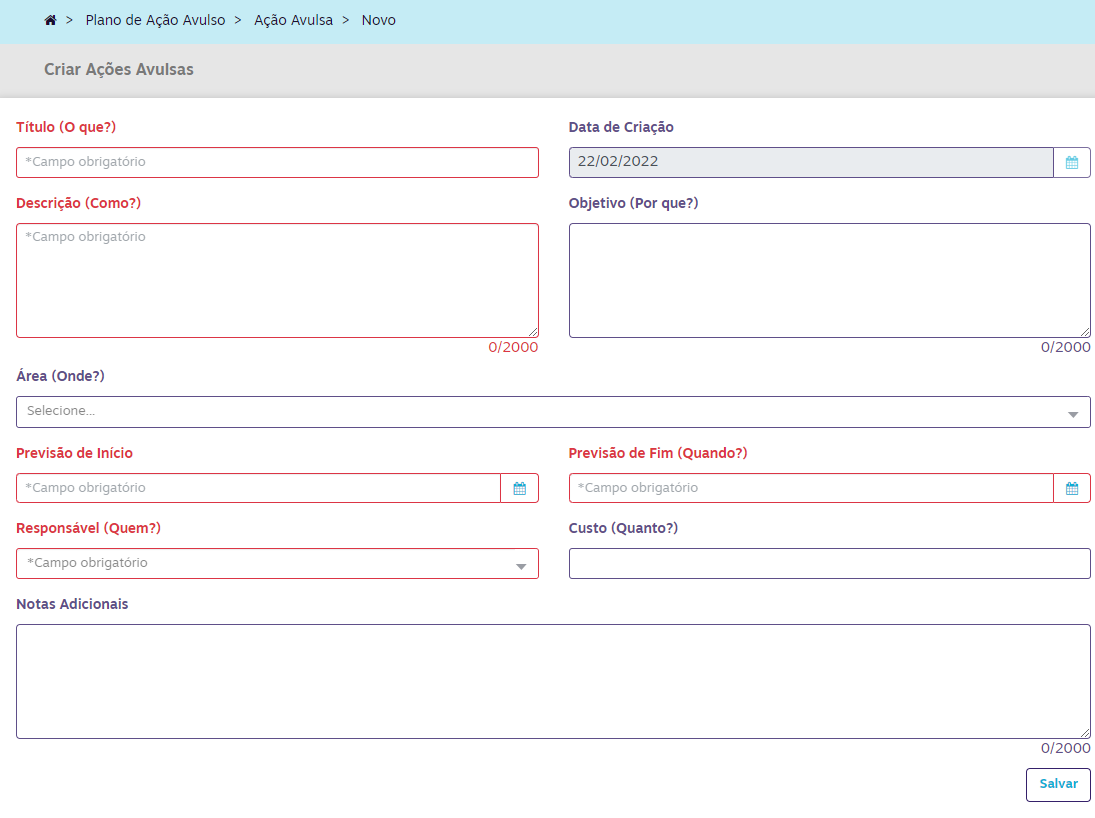 > Plano de Ação Avulso > Ação Avulsa > Novo
Criar Ações Avulsas
Título (O que?)
*Campo obrigatório
Data de Criação
22/02/2022
Descrição (Como?)
*Campo obrigatório
0/2000
Objetivo (Por que?)
0/2000
Área (Onde?)
Selecione...
Previsão de Início
*Campo obrigatório
Previsão de Fim (Quando?)
*Campo obrigatório
Responsável (Quem?)
*Campo obrigatório
Custo (Quanto?)
Notas Adicionais
0/2000
Salvar